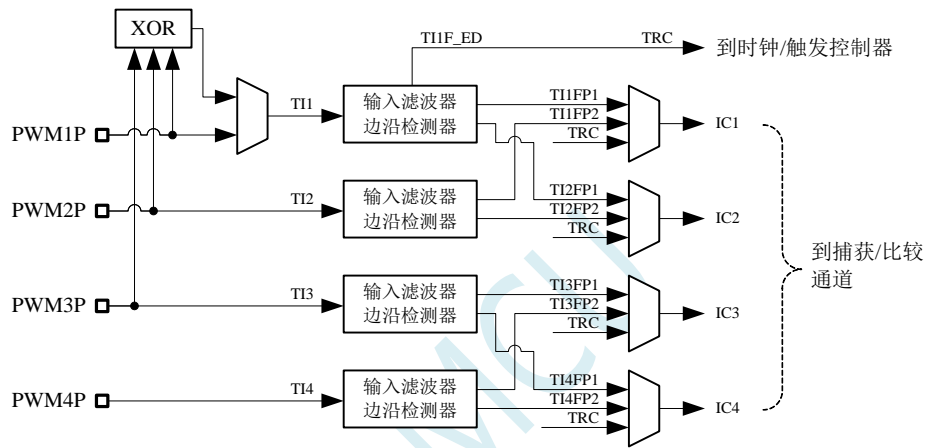 XOR
TI1F_ED
TRC
到时钟/触发控制器
PWM1P
TI1
输入滤波器
边沿检测器
TI1FP1
TI1FP2
TRC
IC1
PWM2P
TI2
输入滤波器
边沿检测器
TI2FP1
TI2FP2
TRC
IC2
到捕获/比较
通道
PWM3P
TI3
输入滤波器
边沿检测器
TI3FP1
TI3FP2
TRC
IC3
PWM4P
TI4
输入滤波器
边沿检测器
TI4FP1
TI4FP2
TRC
IC4
MCU